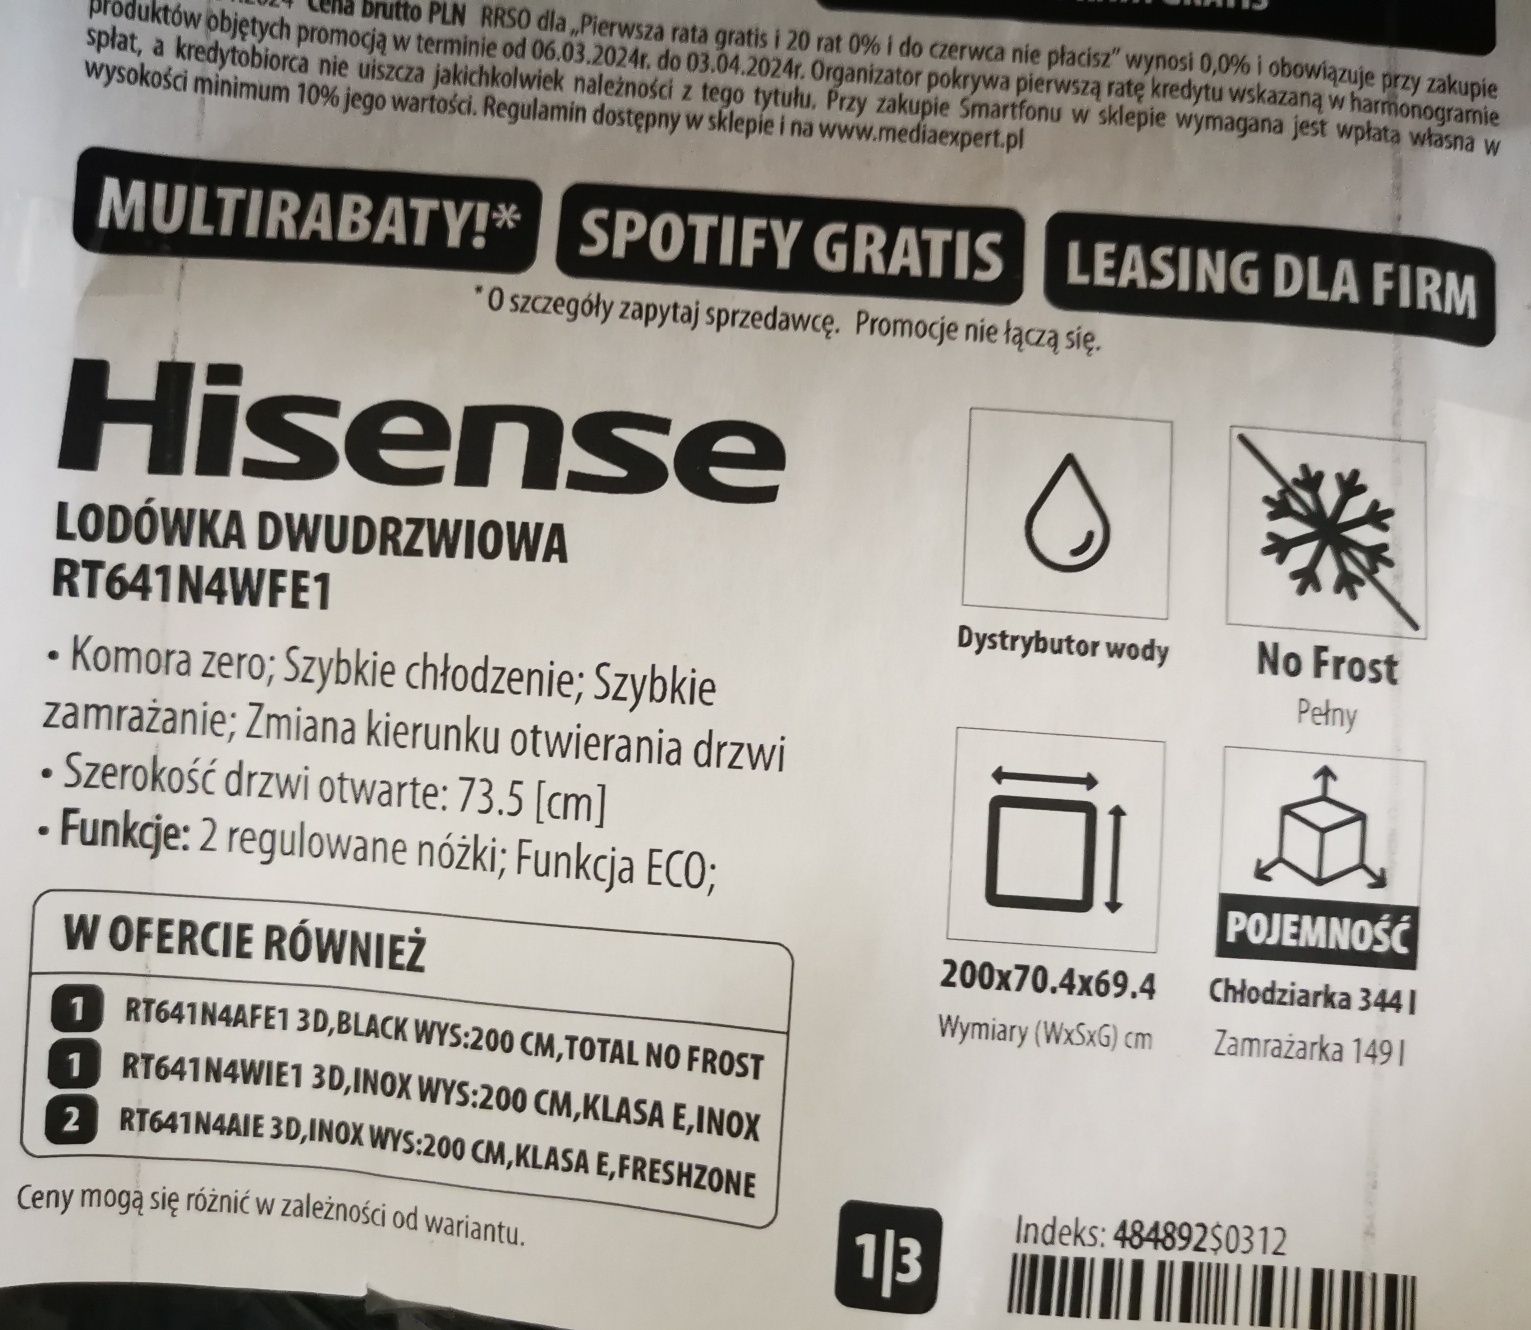 Cena brutto PLN RRSO dla „Pierwsza rata gratis i 20 rat 0% i do czerwca nie płacisz” wynosi 0,0% i obowiązuje przy zakupie
produktów objętych promocją w terminie od 06.03.2024r. do 03.04.2024r. Organizator pokrywa pierwszą ratę kredytu wskazaną w harmonogramie
spłat, a kredytobiorca nie uiszcza jakichkolwiek należności z tego tytułu. Przy zakupie Smartfonu w sklepie wymagana jest wpłata własna w
wysokości minimum 10% jego wartości. Regulamin dostępny w sklepie i na www.mediaexpert.pl
MULTIRABATY!*
SPOTIFY GRATIS
LEASING DLA FIRM
* O szczegóły zapytaj sprzedawcę. Promocje nie łączą się.
Hisense
LODÓWKA DWUDRZWIOWA
RT641N4WFE1
• Komora zero; Szybkie chłodzenie; Szybkie
zamrażanie; Zmiana kierunku otwierania drzwi
• Szerokość drzwi otwarte: 73.5 [cm]
• Funkcje: 2 regulowane nóżki; Funkcja ECO;
Dystrybutor wody
No Frost
Pełny
200x70.4x69.4
Wymiary (WxSxG) cm
POJEMNOŚĆ
Chłodziarka 344 l
Zamrażarka 149 l
W OFERCIE RÓWNIEŻ
1 RT641N4AFE1 3D,BLACK WYS:200 CM,TOTAL NO FROST
1 RT641N4WIE1 3D,INOX WYS:200 CM,KLASA E,INOX
2 RT641N4AIE 3D,INOX WYS:200 CM,KLASA E,FRESHZONE
Ceny mogą się różnić w zależności od wariantu.
1|3
Indeks: 484892$0312